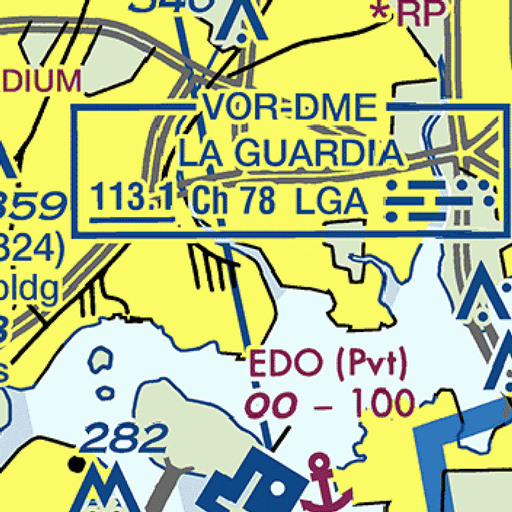 340
*RP
DIUM
VOR-DME
LA GUARDIA
113.1 Ch 78 LGA
359
324)
bldg
EDO (Pvt)
00 – 100
282